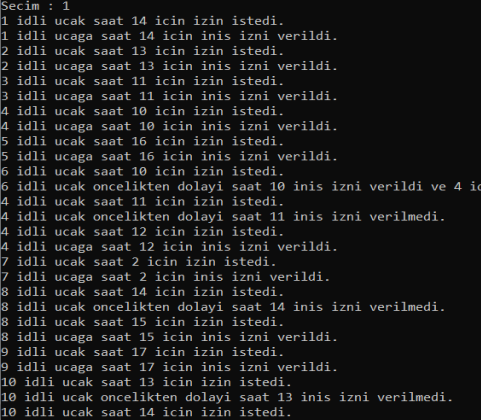 Secim : 1
1 idli ucak saat 14 icin izin istedi.
1 idli ucaga saat 14 icin inis izni verildi.
2 idli ucak saat 13 icin izin istedi.
2 idli ucaga saat 13 icin inis izni verildi.
3 idli ucak saat 11 icin izin istedi.
3 idli ucaga saat 11 icin inis izni verildi.
4 idli ucak saat 10 icin izin istedi.
4 idli ucaga saat 10 icin inis izni verildi.
5 idli ucak saat 16 icin izin istedi.
5 idli ucaga saat 16 icin inis izni verildi.
6 idli ucak saat 10 icin izin istedi.
6 idli ucak oncelikten dolayi saat 10 inis izni verildi ve 4
4 idli ucak saat 11 icin izin istedi.
4 idli ucak oncelikten dolayi saat 11 inis izni verilmedi.
4 idli ucak saat 12 icin izin istedi.
4 idli ucaga saat 12 icin inis izni verildi.
7 idli ucak saat 2 icin izin istedi.
7 idli ucaga saat 2 icin inis izni verildi.
8 idli ucak saat 14 icin izin istedi.
8 idli ucak oncelikten dolayi saat 14 inis izni verilmedi.
8 idli ucak saat 15 icin izin istedi.
8 idli ucaga saat 15 icin inis izni verildi.
9 idli ucak saat 17 icin izin istedi.
9 idli ucaga saat 17 icin inis izni verildi.
10 idli ucak saat 13 icin izin istedi.
10 idli ucak oncelikten dolayi saat 13 inis izni verilmedi.
10 idli ucak saat 14 icin izin istedi.